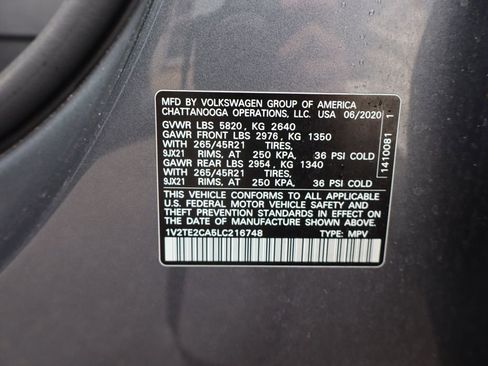 MFD BY VOLKSWAGEN GROUP OF AMERICA
CHATTANOOGA OPERATIONS, LLC. USA 06/2020
GVWR LBS 5820, KG 2640
GAWR FRONT LBS 2976, KG 1350
WITH 265/45R21 TIRES,
9JX21 RIMS, AT 250 KPA, 36 PSI COLD
GAWR REAR LBS 2954, KG 1340
WITH 265/45R21 TIRES,
9JX21 RIMS, AT 250 KPA, 36 PSI COLD
THIS VEHICLE CONFORMS TO ALL APPLICABLE
U.S. FEDERAL MOTOR VEHICLE SAFETY AND
THEFT PREVENTION STANDARDS IN EFFECT ON
THE DATE OF MANUFACTURE SHOWN ABOVE.
1V2TE2CA5LC216748 TYPE: MPV
1410081 1